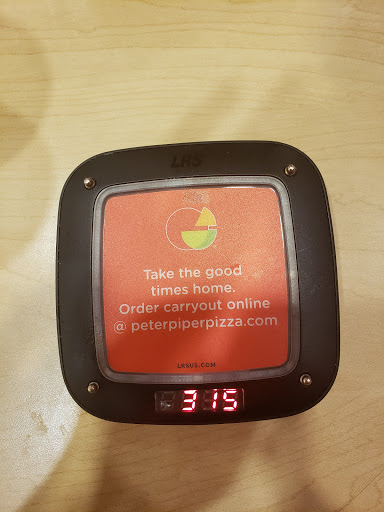 LRS
Take the good
times home.
Order carryout online
@ peterpiperpizza.com
LRSUS.COM
315